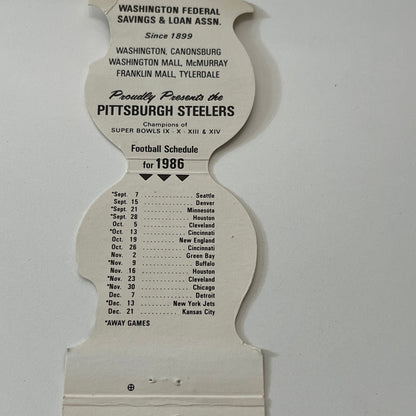 WASHINGTON FEDERAL
SAVINGS & LOAN ASSN.
Since 1899
WASHINGTON, CANONSBURG
WASHINGTON MALL, McMURRAY
FRANKLIN MALL, TYLERDALE
Proudly Presents the
PITTSBURGH STEELERS
Champions of
SUPER BOWLS IX - X - XIII & XIV
Football Schedule
for 1986
*Sept. 7 .......... Seattle
Sept. 15 .......... Denver
*Sept. 21 .......... Minnesota
*Sept. 28 .......... Houston
Oct. 5 .......... Cleveland
*Oct. 13 .......... Cincinnati
Oct. 19 .......... New England
Oct. 26 .......... Cincinnati
Nov. 2 .......... Green Bay
*Nov. 9 .......... Buffalo
Nov. 16 .......... Houston
*Nov. 23 .......... Cleveland
*Nov. 30 .......... Chicago
Dec. 7 .......... Detroit
*Dec. 13 .......... New York Jets
Dec. 21 .......... Kansas City
*AWAY GAMES